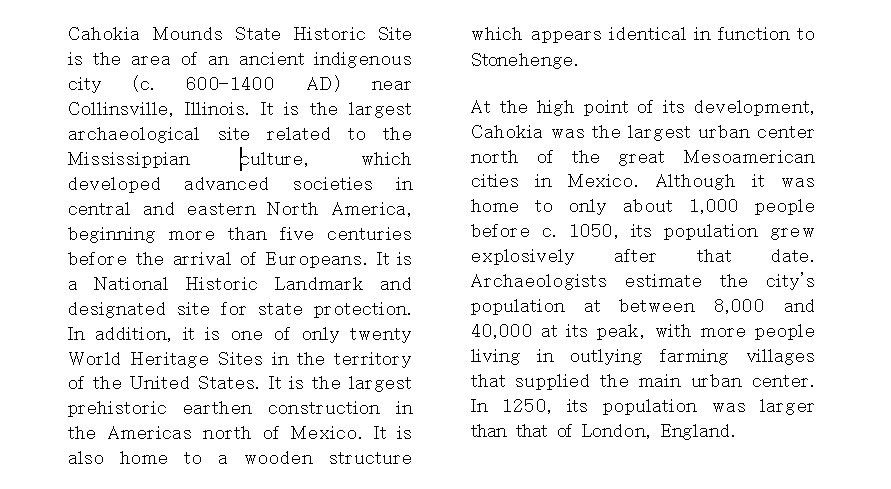 Cahokia Mounds State Historic Site
is the area of an ancient indigenous
city (c. 600-1400 AD) near
Collinsville, Illinois. It is the largest
archaeological site related to the
Mississippian culture, which
developed advanced societies in
central and eastern North America,
beginning more than five centuries
before the arrival of Europeans. It is
a National Historic Landmark and
designated site for state protection.
In addition, it is one of only twenty
World Heritage Sites in the territory
of the United States. It is the largest
prehistoric earthen construction in
the Americas north of Mexico. It is
also home to a wooden structure
which appears identical in function to
Stonehenge.
At the high point of its development,
Cahokia was the largest urban center
north of the great Mesoamerican
cities in Mexico. Although it was
home to only about 1,000 people
before c. 1050, its population grew
explosively after that date.
Archaeologists estimate the city's
population at between 8,000 and
40,000 at its peak, with more people
living in outlying farming villages
that supplied the main urban center.
In 1250, its population was larger
than that of London, England.